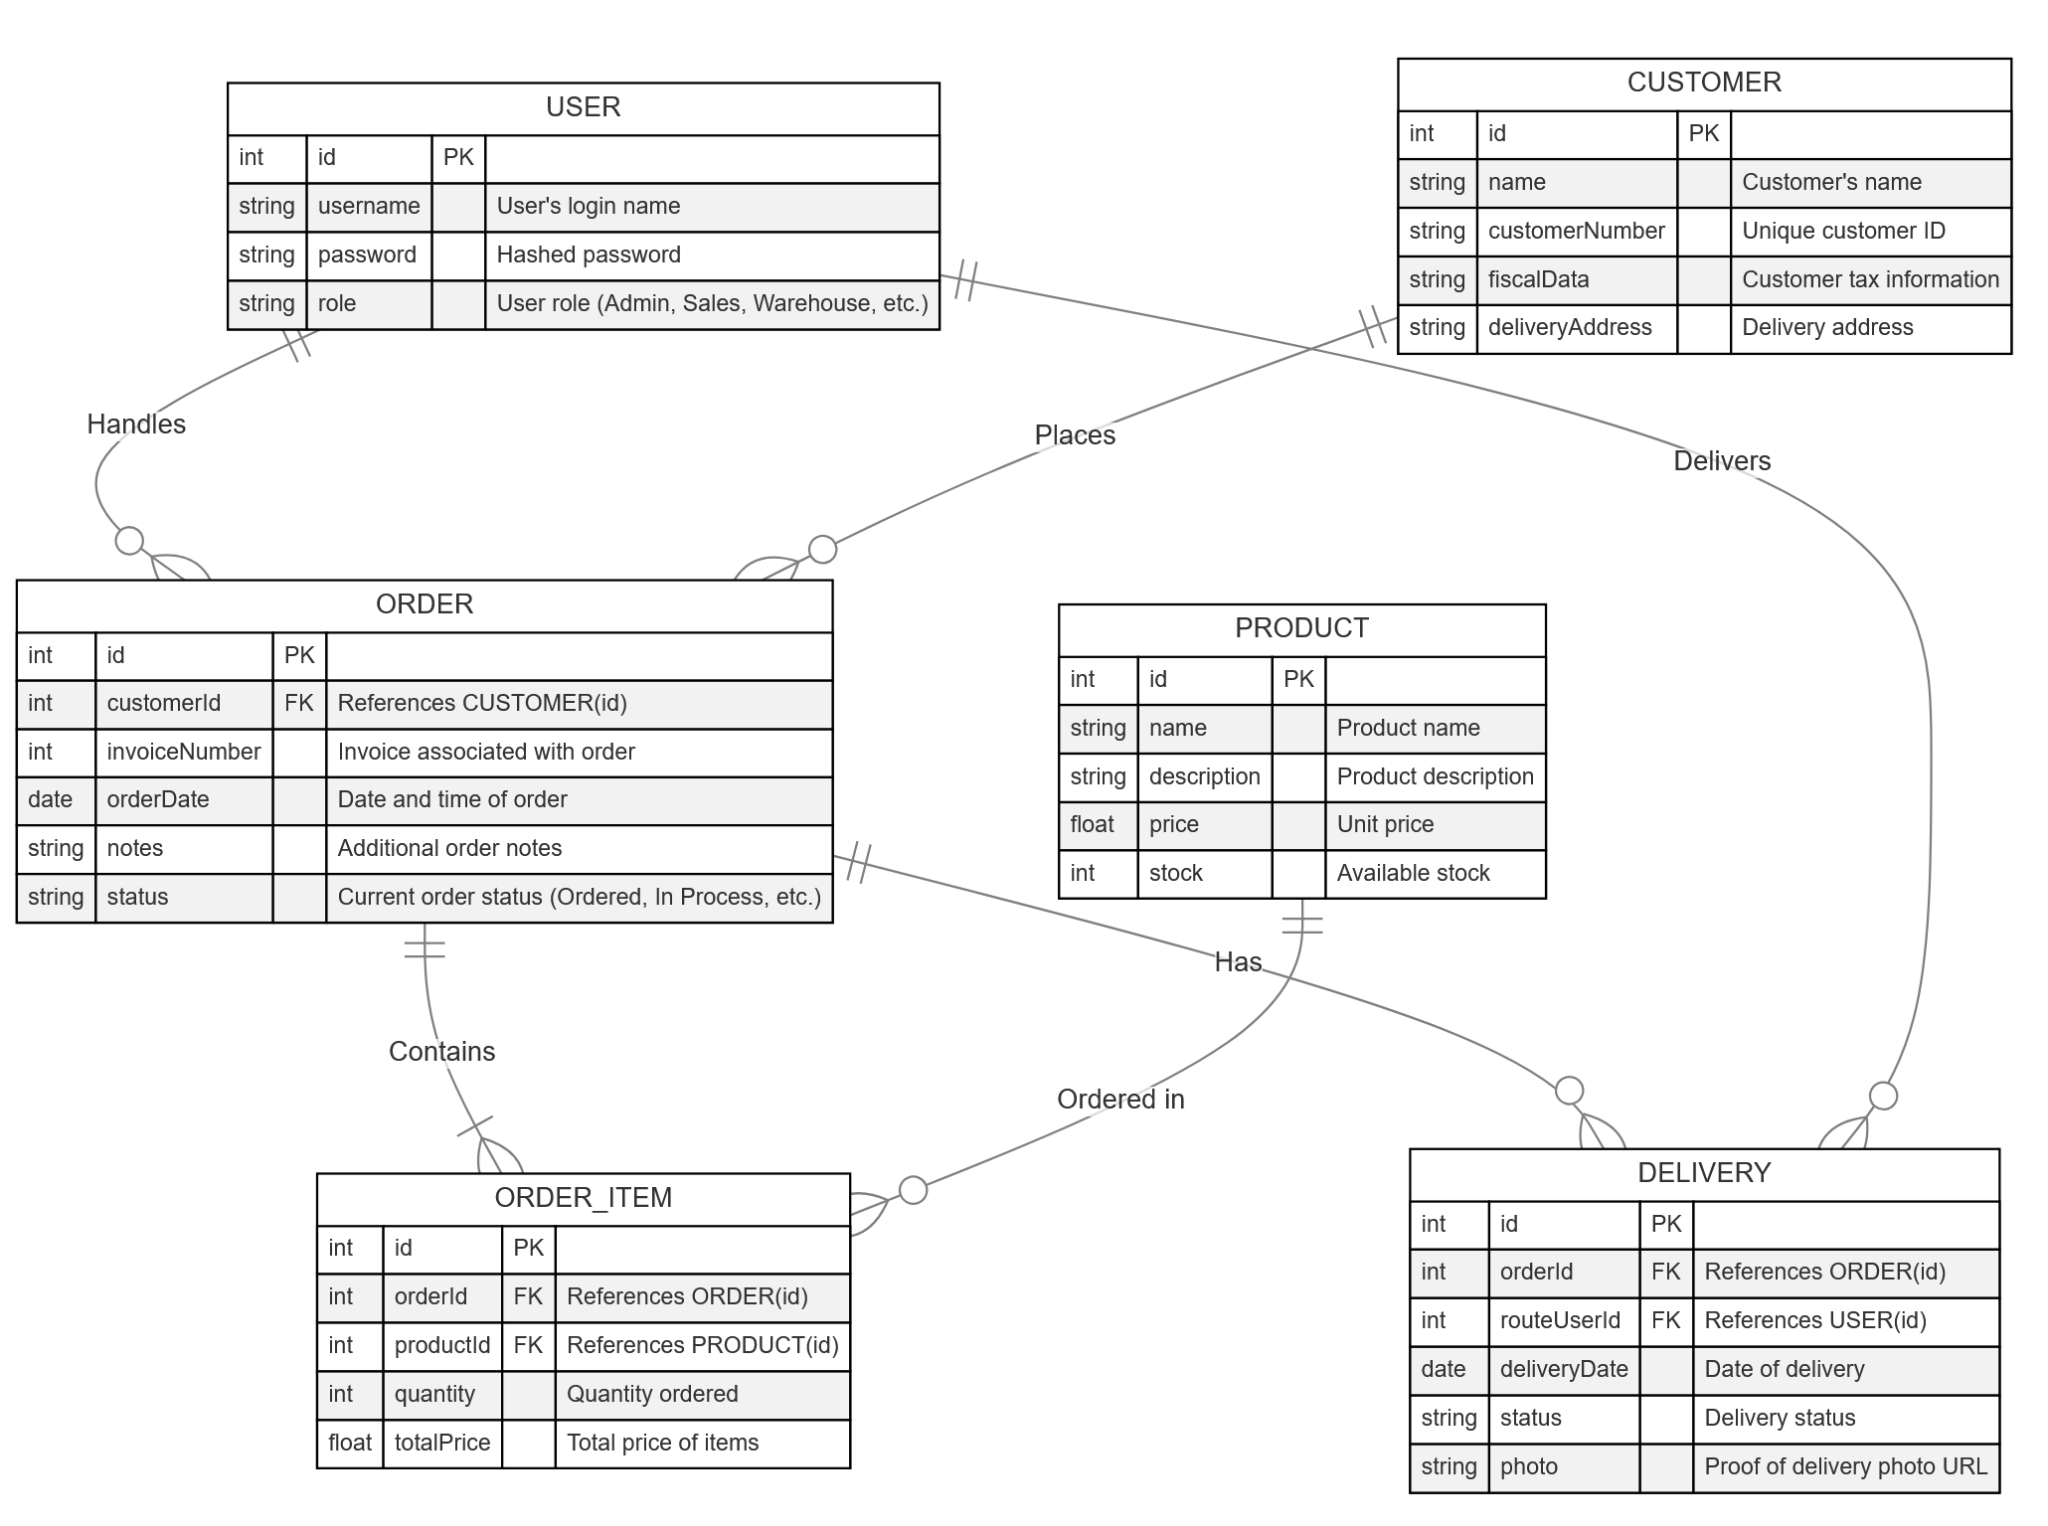 USER
int id PK
string username User's login name
string password Hashed password
string role User role (Admin, Sales, Warehouse, etc.)
CUSTOMER
int id PK
string name Customer's name
string customerNumber Unique customer ID
string fiscalData Customer tax information
string deliveryAddress Delivery address
Handles
Places
Delivers
ORDER
int id PK
int customerId FK References CUSTOMER(id)
int invoiceNumber Invoice associated with order
date orderDate Date and time of order
string notes Additional order notes
string status Current order status (Ordered, In Process, etc.)
PRODUCT
int id PK
string name Product name
string description Product description
float price Unit price
int stock Available stock
Has
Contains
Ordered in
ORDER_ITEM
int id PK
int orderId FK References ORDER(id)
int productId FK References PRODUCT(id)
int quantity Quantity ordered
float totalPrice Total price of items
DELIVERY
int id PK
int orderId FK References ORDER(id)
int routeUserId FK References USER(id)
date deliveryDate Date of delivery
string status Delivery status
string photo Proof of delivery photo URL